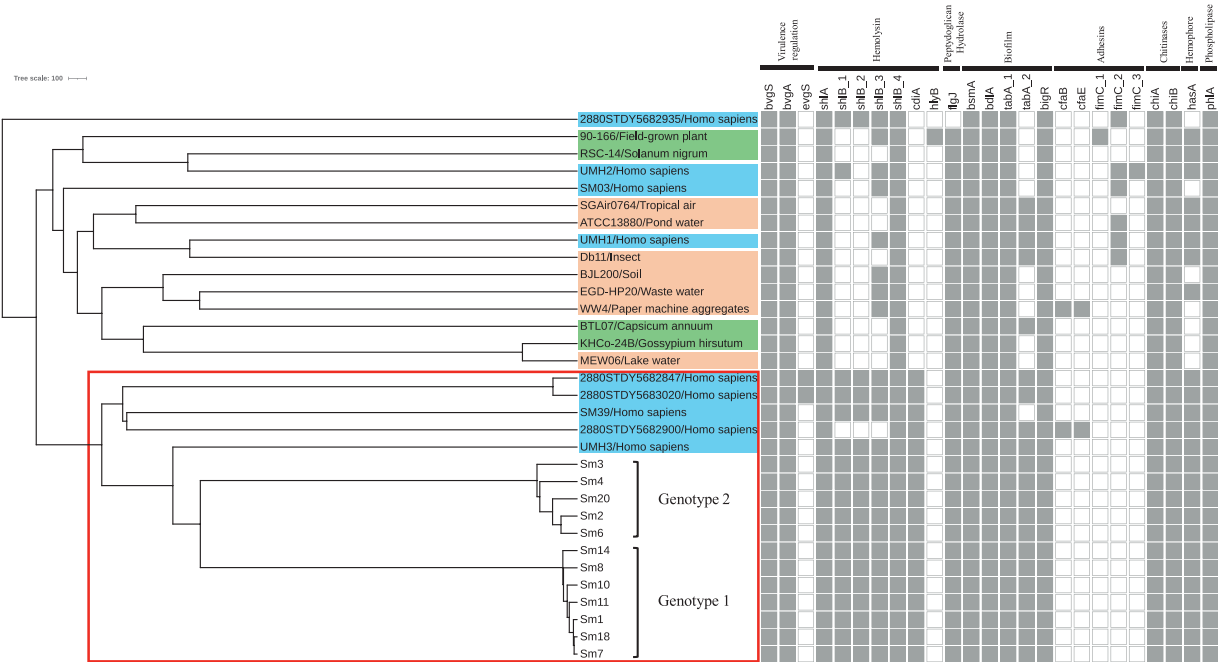 Virulence
regulation
Hemolysin
Peptydoglican
Hydrolase
Biofilm
Adhesins
Chitinases
Hemophore
Phospholipase
Tree scale: 100
bvgS
bvgA
evgS
shlA
shlB_1
shlB_2
shlB_3
shlB_4
cdiA
hlyB
flgJ
bsmA
bdlA
tabA_1
tabA_2
bigR
cfaB
cfaE
fimC_1
fimC_2
fimC_3
chiA
chiB
hasA
phlA
2880STDY5682935/Homo sapiens
90-166/Field-grown plant
RSC-14/Solanum nigrum
UMH2/Homo sapiens
SM03/Homo sapiens
SGAir0764/Tropical air
ATCC13880/Pond water
UMH1/Homo sapiens
Db11/Insect
BJL200/Soil
EGD-HP20/Waste water
WW4/Paper machine aggregates
BTL07/Capsicum annuum
KHCo-24B/Gossypium hirsutum
MEW06/Lake water
2880STDY5682847/Homo sapiens
2880STDY5683020/Homo sapiens
SM39/Homo sapiens
2880STDY5682900/Homo sapiens
UMH3/Homo sapiens
Sm3
Sm4
Sm20
Genotype 2
Sm2
Sm6
Sm14
Sm8
Sm10
Sm11
Genotype 1
Sm1
Sm18
Sm7